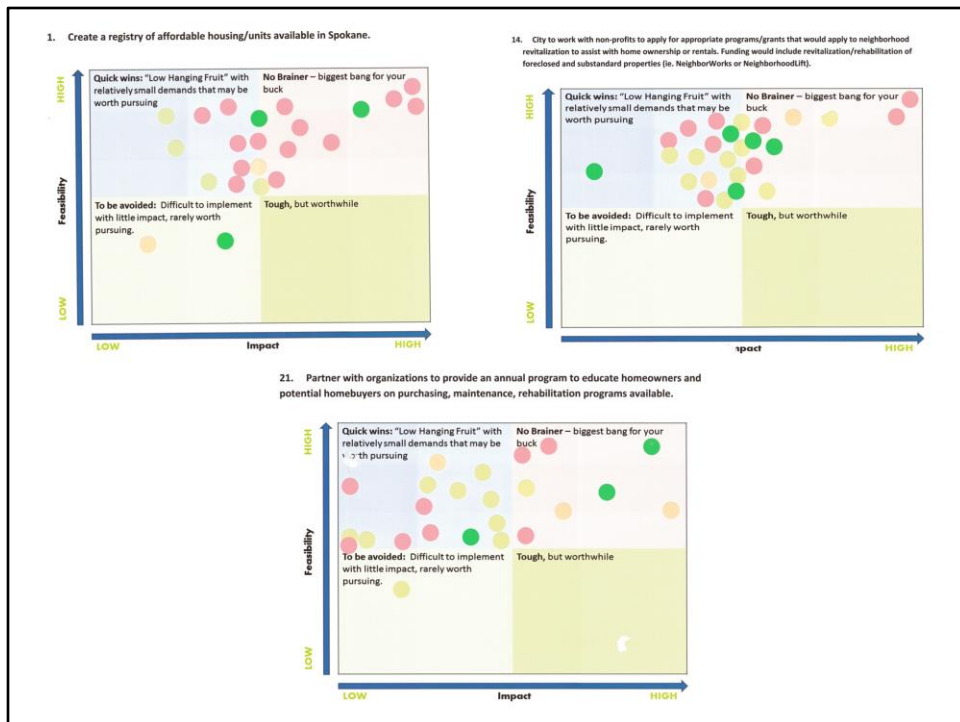 1. Create a registry of affordable housing/units available in Spokane.
HIGH
Feasibility
LOW
Quick wins: "Low Hanging Fruit" with
relatively small demands that may be
worth pursuing
No Brainer – biggest bang for your
buck
To be avoided: Difficult to implement
with little impact, rarely worth
pursuing.
Tough, but worthwhile
LOW
Impact
HIGH
14. City to work with non-profits to apply for appropriate programs/grants that would apply to neighborhood
revitalization to assist with home ownership or rentals. Funding would include revitalization/rehabilitation of
foreclosed and substandard properties (ie. NeighborWorks or NeighborhoodLift).
HIGH
Feasibility
LOW
Quick wins: "Low Hanging Fruit" with
relatively small demands that may be
worth pursuing
No Brainer – biggest bang for your
buck
To be avoided: Difficult to implement
with little impact, rarely worth
pursuing.
Tough, but worthwhile
mpact
HIGH
21. Partner with organizations to provide an annual program to educate homeowners and
potential homebuyers on purchasing, maintenance, rehabilitation programs available.
HIGH
Feasibility
LOW
Quick wins: "Low Hanging Fruit" with
relatively small demands that may be
worth pursuing
No Brainer – biggest bang for your
buck
To be avoided: Difficult to implement
with little impact, rarely worth
pursuing.
Tough, but worthwhile
LOW
Impact
HIGH